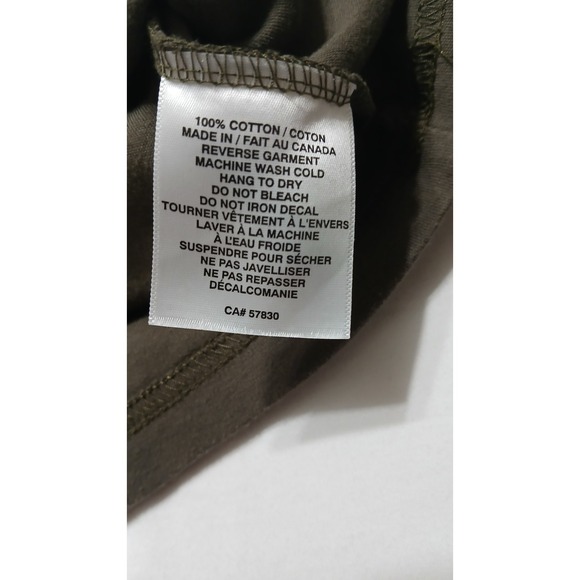 100% COTTON / COTON
MADE IN / FAIT AU CANADA
REVERSE GARMENT
MACHINE WASH COLD
HANG TO DRY
DO NOT BLEACH
DO NOT IRON DECAL
TOURNER VÊTEMENT À L'ENVERS
LAVER À LA MACHINE
À L'EAU FROIDE
SUSPENDRE POUR SÉCHER
NE PAS JAVELLISER
NE PAS REPASSER
DÉCALCOMANIE
CA# 57830